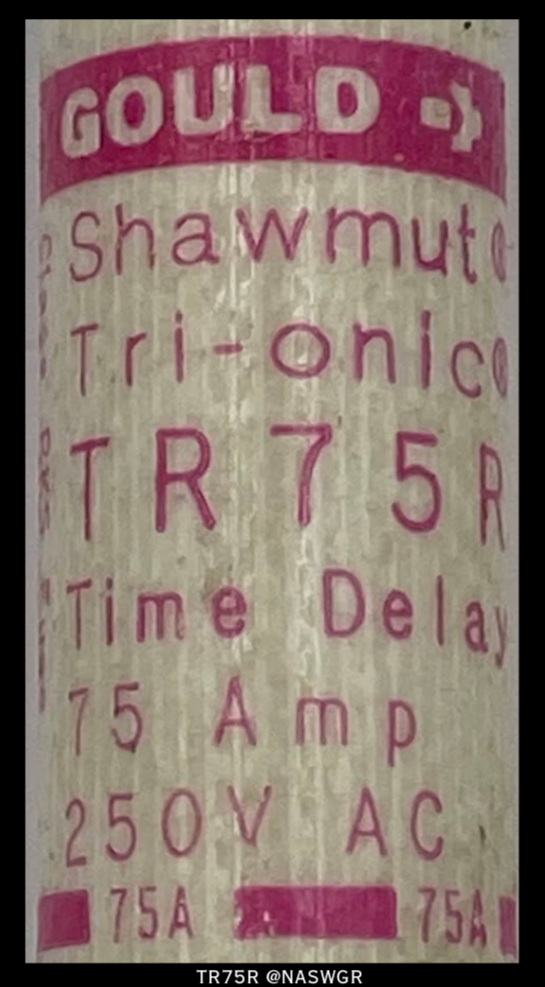 GOULD
Shawmut®
Tri-onic®
TR75R
Time Delay
75 Amp
250V AC
75A 75A
TR75R @NASWGR